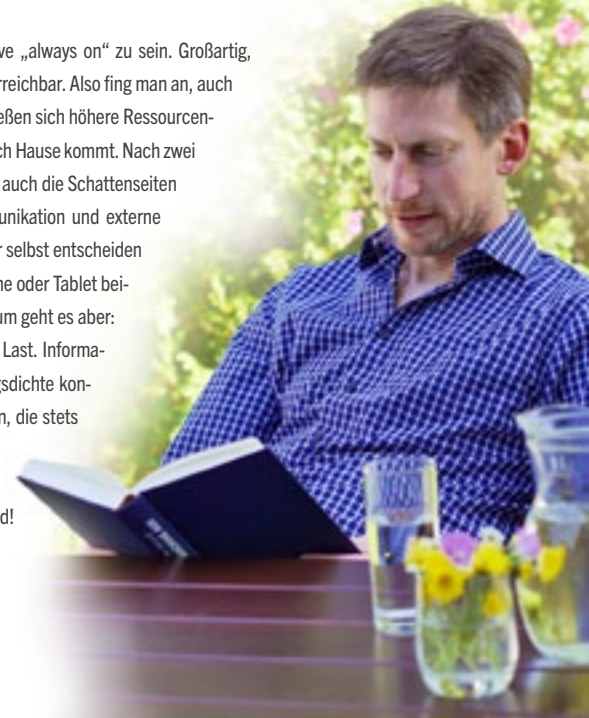 ve „always on“ zu sein. Großartig,
rreichbar. Also fing man an, auch
eßen sich höhere Ressourcen-
ch Hause kommt. Nach zwei
auch die Schattenseiten
unikation und externe
r selbst entscheiden
ne oder Tablet bei-
um geht es aber:
Last. Informa-
gsdichte kon-
n, die stets
d!